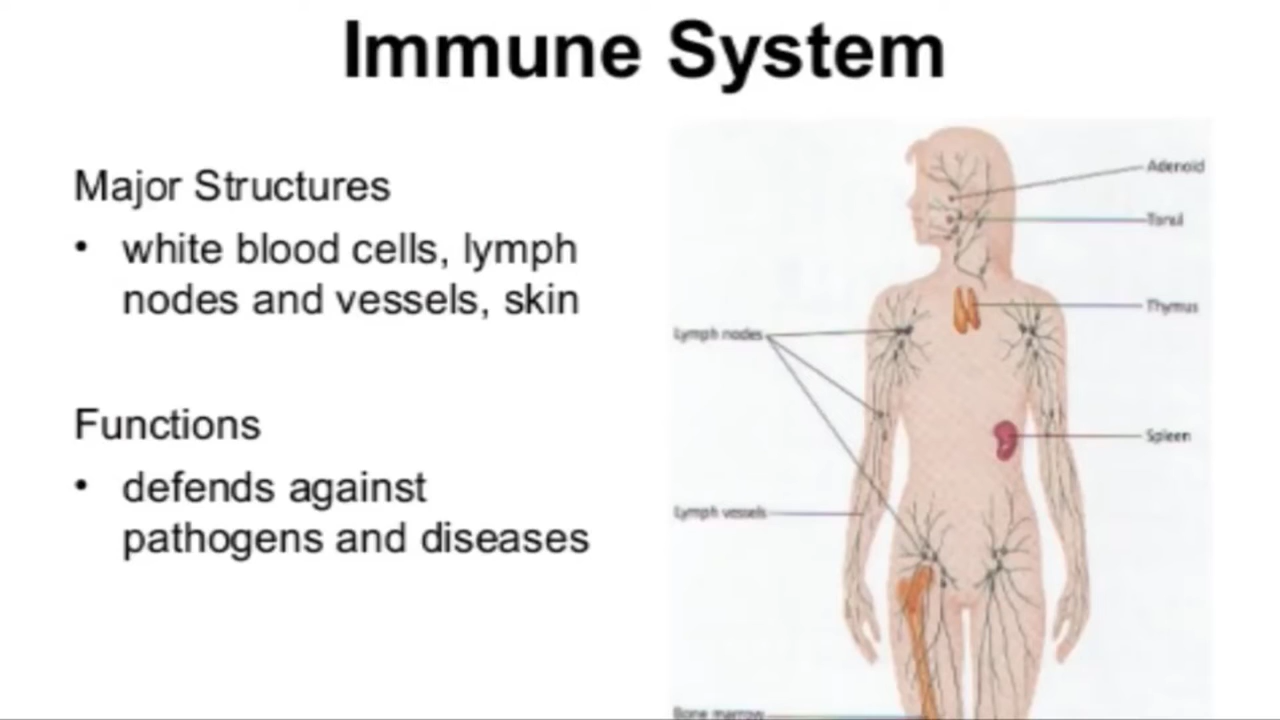 Immune System
Major Structures
• white blood cells, lymph
nodes and vessels, skin
Functions
• defends against
pathogens and diseases
Adenoid
Tonsil
Thymus
Lymph nodes
Spleen
Lymph vessels
Bone marrow